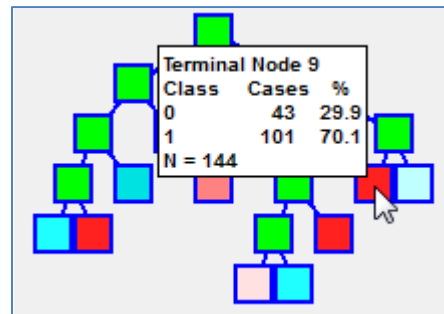 Terminal Node 9
Class Cases %
0 43 29.9
1 101 70.1
N = 144